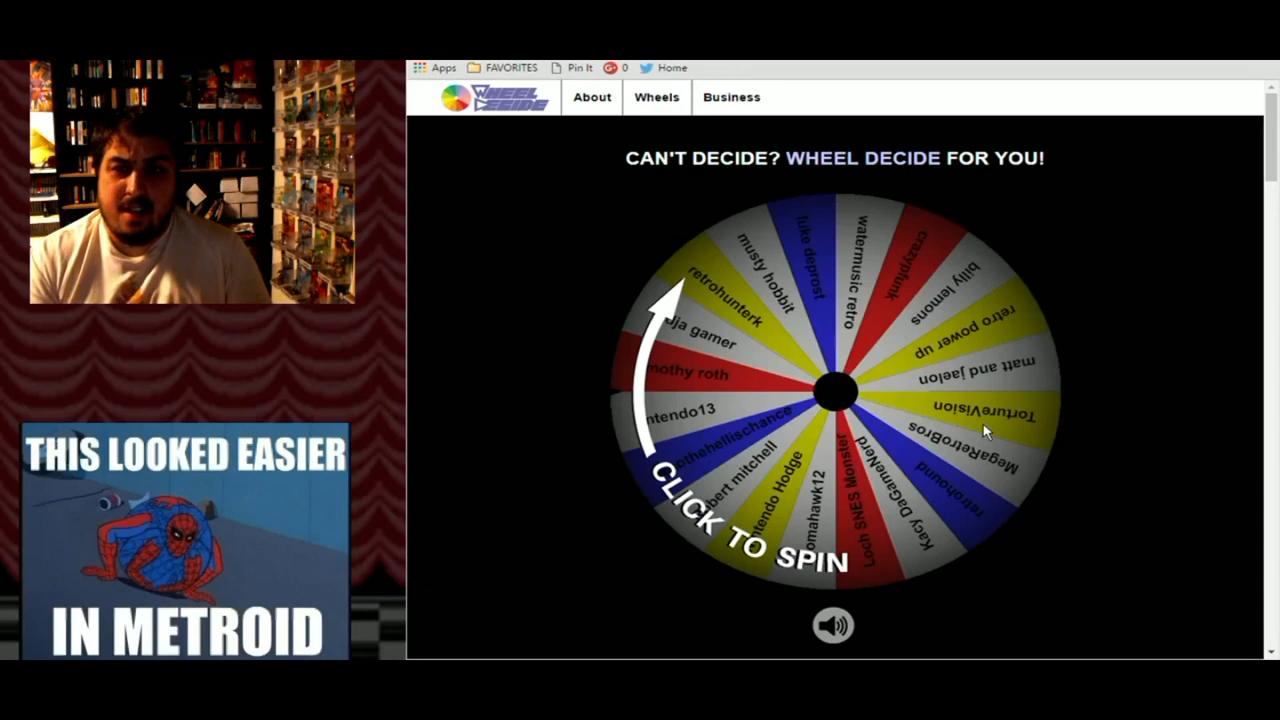 Apps FAVORITES Pin It 0 Home
WHEEL DECIDE
About Wheels Business
CAN'T DECIDE? WHEEL DECIDE FOR YOU!
luke deprost
watermusic retro
crazypfunk
billy lemons
retro power up
matt and jaelon
TortureVision
MegaRetroBros
retrohound
Kacy DaGameNerd
Loch SNES Monster
omahawk12
ntendo Hodge
bert mitchell
othehellischance
ntendo13
mothy roth
dja gamer
retrohunterk
musty hobbit
CLICK TO SPIN
THIS LOOKED EASIER
IN METROID